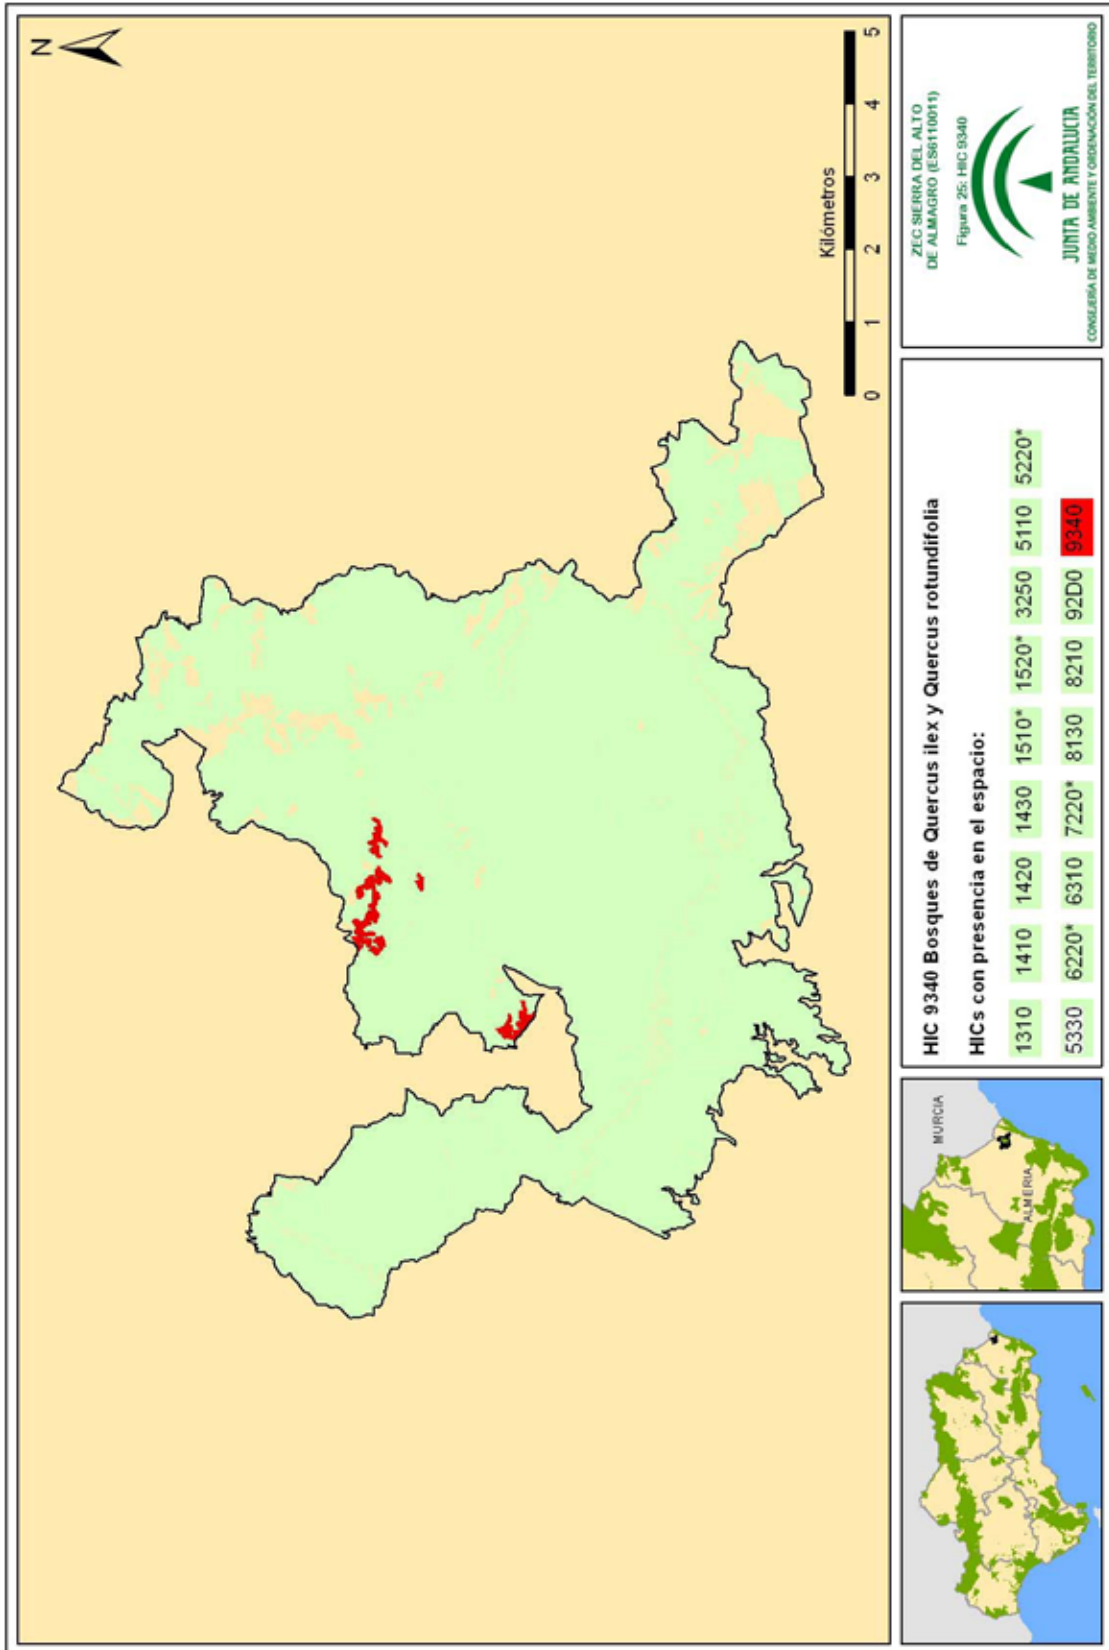 N
Kilómetros
0 1 2 3 4 5
MURCIA
ALMERIA
HIC 9340 Bosques de Quercus ilex y Quercus rotundifolia
HICs con presencia en el espacio:
1310 1410 1420 1430 1510* 1520* 3250 5110 5220*
5330 6220* 6310 7220* 8130 8210 92D0 9340
ZEC SIERRA DEL ALTO
DE ALMAGRO (ES6110011)
Figura 25: HIC 9340
JUNTA DE ANDALUCIA
CONSEJERÍA DE MEDIO AMBIENTE Y ORDENACIÓN DEL TERRITORIO